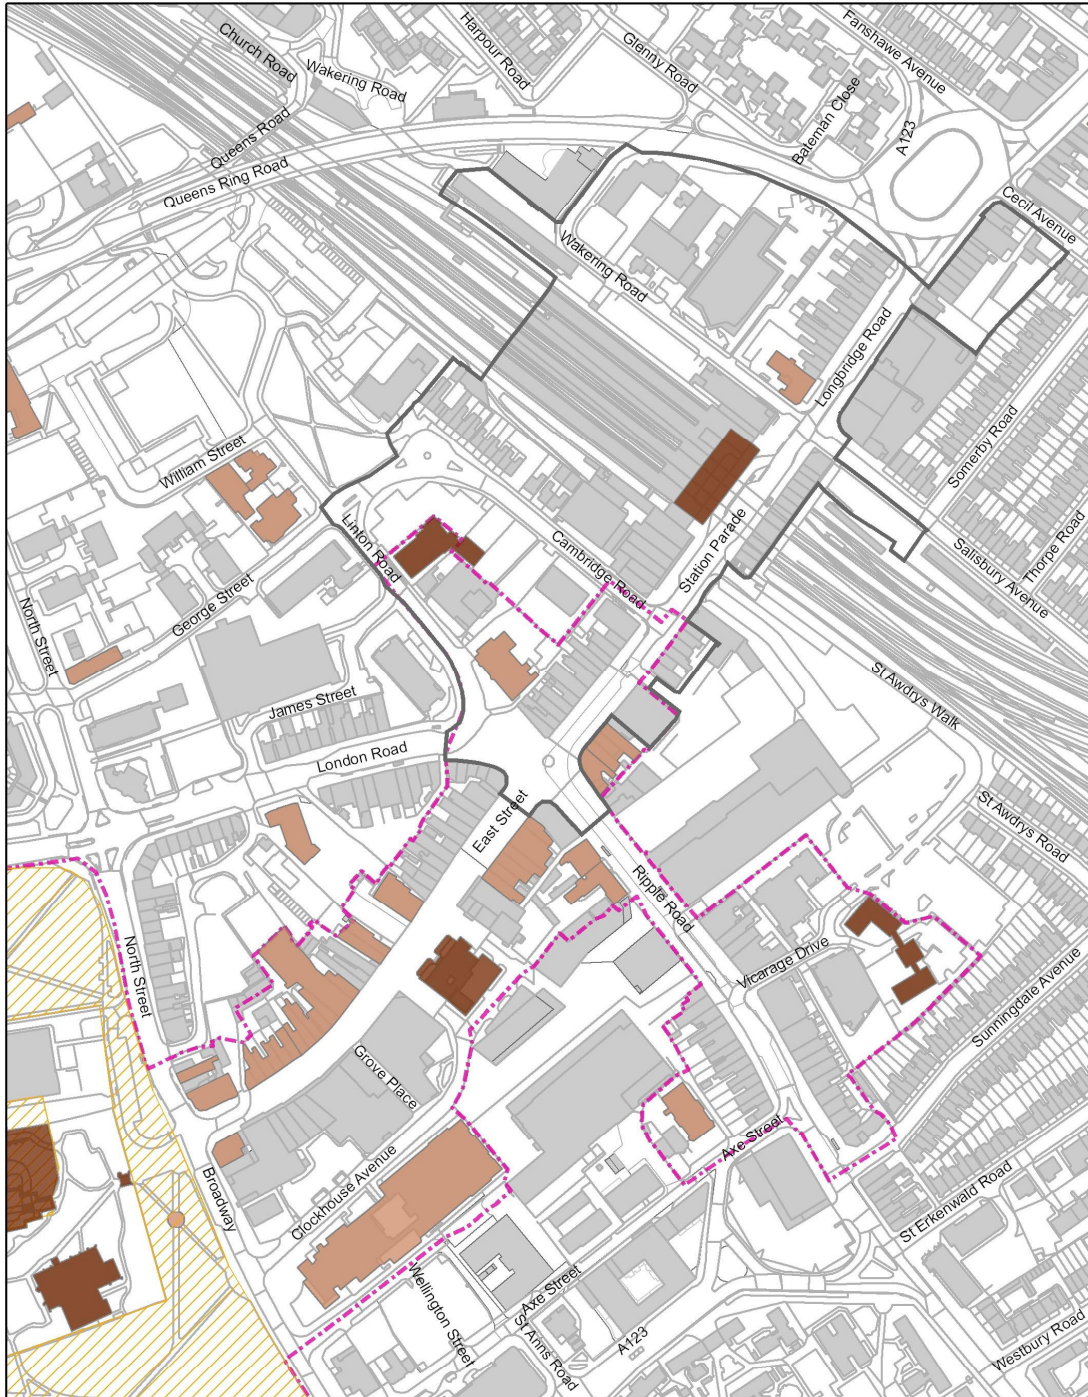 Church Road
Harpour Road
Glenny Road
Fanshawe Avenue
Wakering Road
Bateman Close
A123
Queens Road
Queens Ring Road
Cecil Avenue
Wakering Road
Longbridge Road
William Street
Somerby Road
Linton Road
Cambridge Road
Station Parade
Salisbury Avenue
Thorpe Road
George Street
North Street
St Awdrys Walk
James Street
London Road
East Street
St Awdrys Road
Ripple Road
Vicarage Drive
North Street
Sunningdale Avenue
Grove Place
Axe Street
Clockhouse Avenue
Broadway
St Erkenwald Road
Wellington Street
Axe Street
St Anns Road
A123
Westbury Road